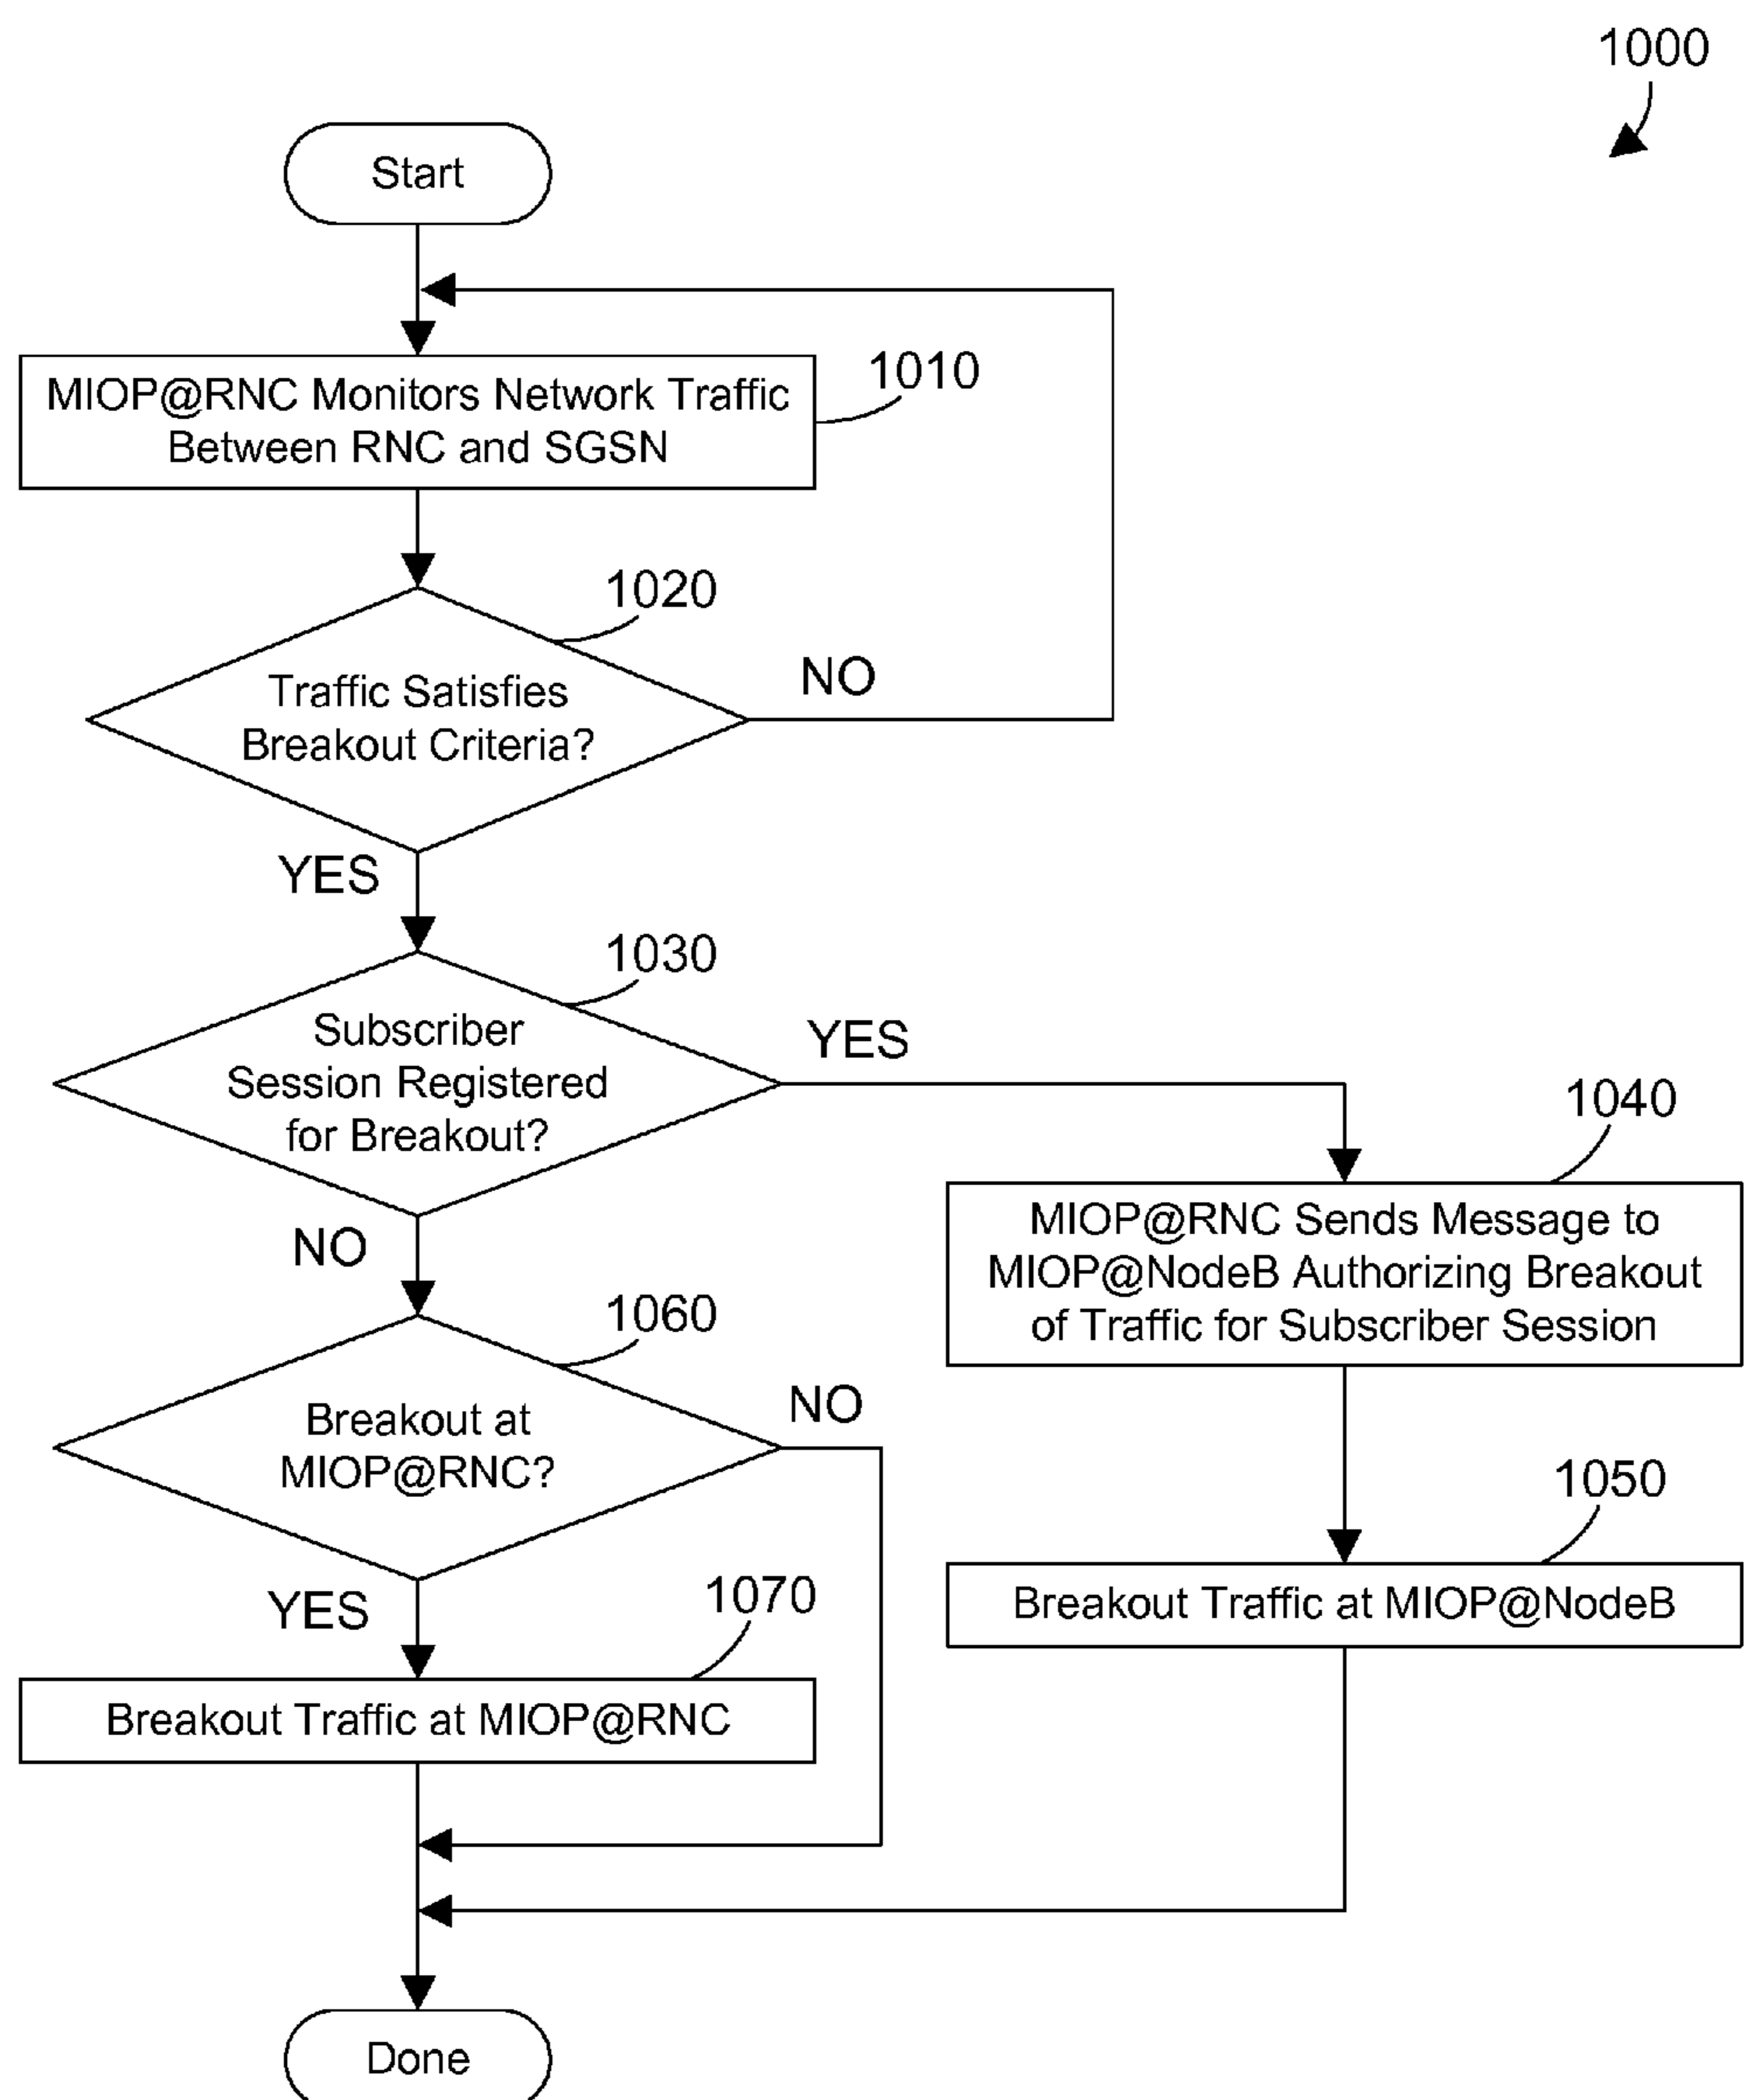 1000
Start
MIOP@RNC Monitors Network Traffic
Between RNC and SGSN
1010
1020
Traffic Satisfies
Breakout Criteria?
NO
YES
1030
Subscriber
Session Registered
for Breakout?
YES
NO
1040
MIOP@RNC Sends Message to
MIOP@NodeB Authorizing Breakout
of Traffic for Subscriber Session
1060
Breakout at
MIOP@RNC?
NO
YES
1050
Breakout Traffic at MIOP@NodeB
1070
Breakout Traffic at MIOP@RNC
Done